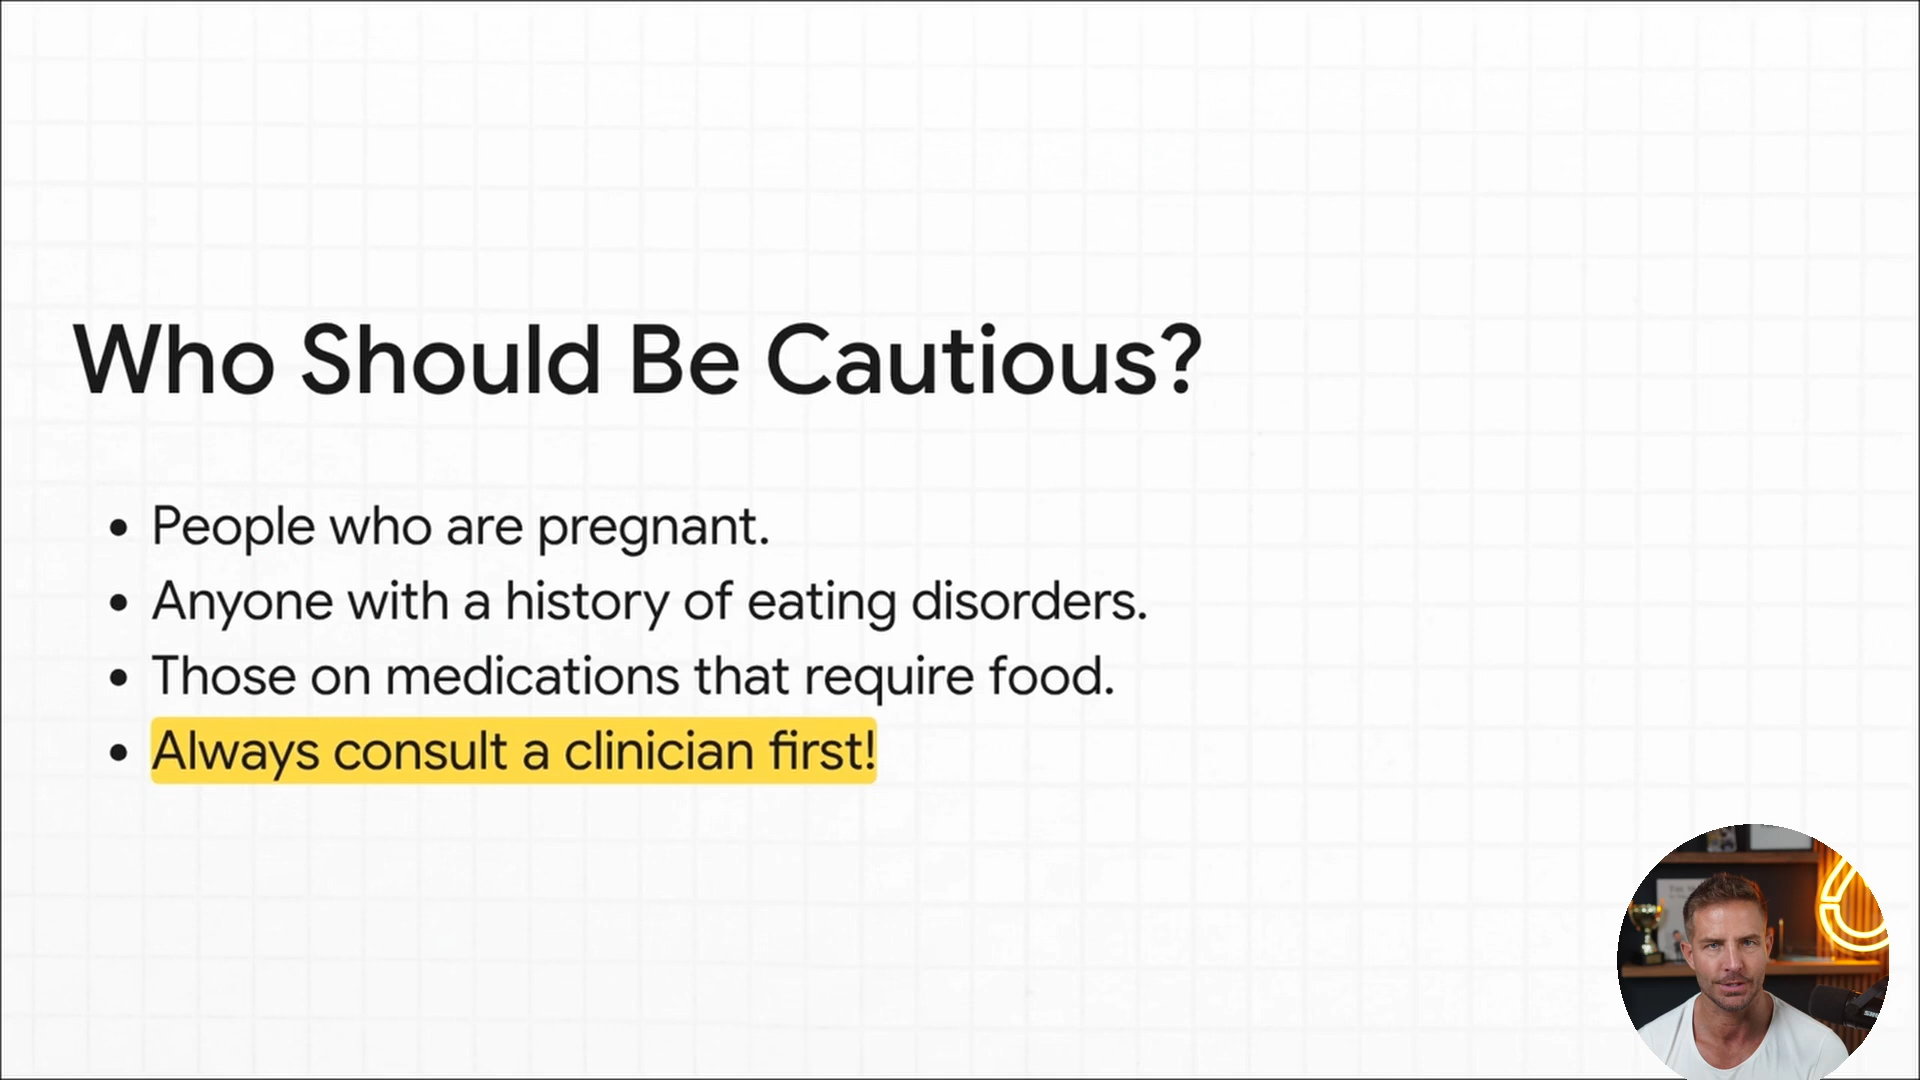 Who Should Be Cautious?
• People who are pregnant.
• Anyone with a history of eating disorders.
• Those on medications that require food.
• Always consult a clinician first!